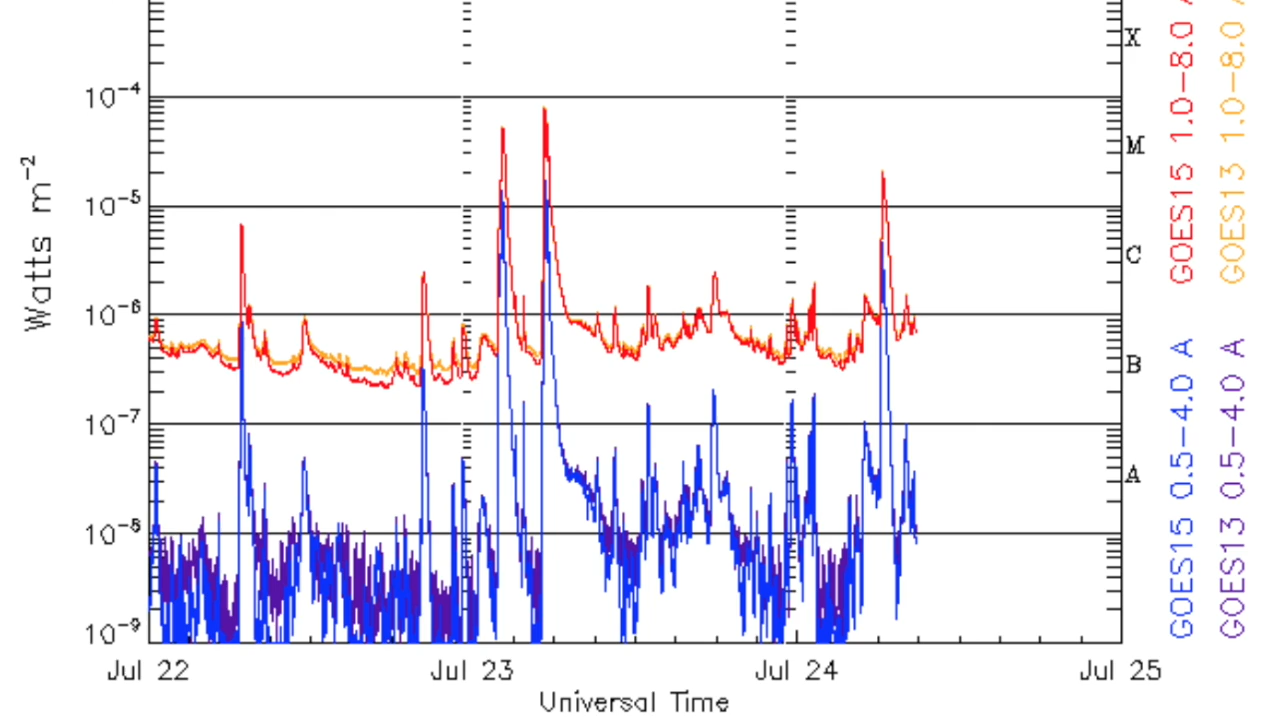 X
10⁻⁴
M
10⁻⁵
C
10⁻⁶
B
10⁻⁷
A
10⁻⁸
10⁻⁹
Watts m⁻²
Jul 22 Jul 23 Jul 24 Jul 25
Universal Time
GOES15 1.0-8.0
GOES13 1.0-8.0
GOES15 0.5-4.0 A
GOES13 0.5-4.0 A